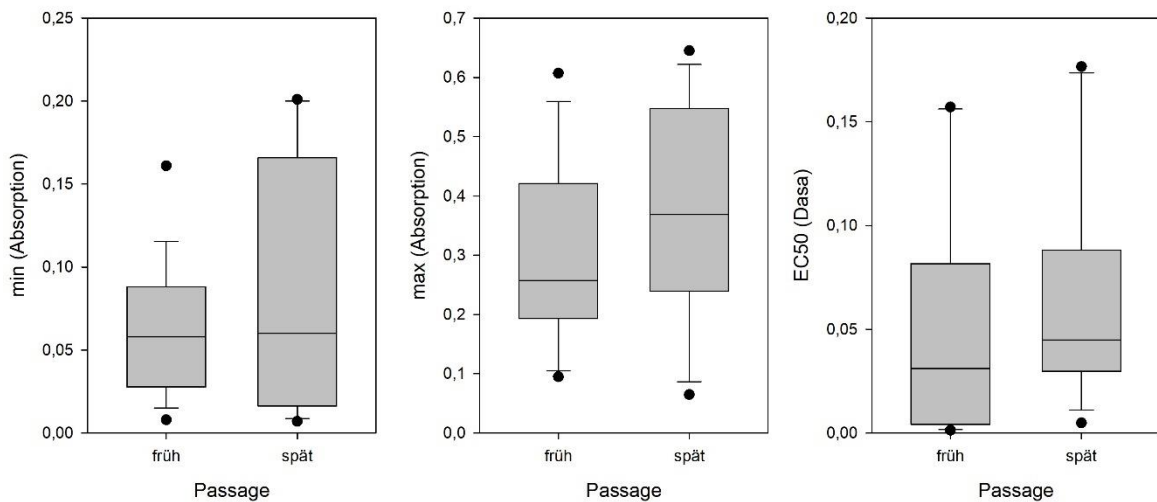 min (Absorption)
0,25
0,20
0,15
0,10
0,05
0,00
früh
spät
Passage
max (Absorption)
0,7
0,6
0,5
0,4
0,3
0,2
0,1
0,0
früh
spät
Passage
EC50 (Dasa)
0,20
0,15
0,10
0,05
0,00
früh
spät
Passage